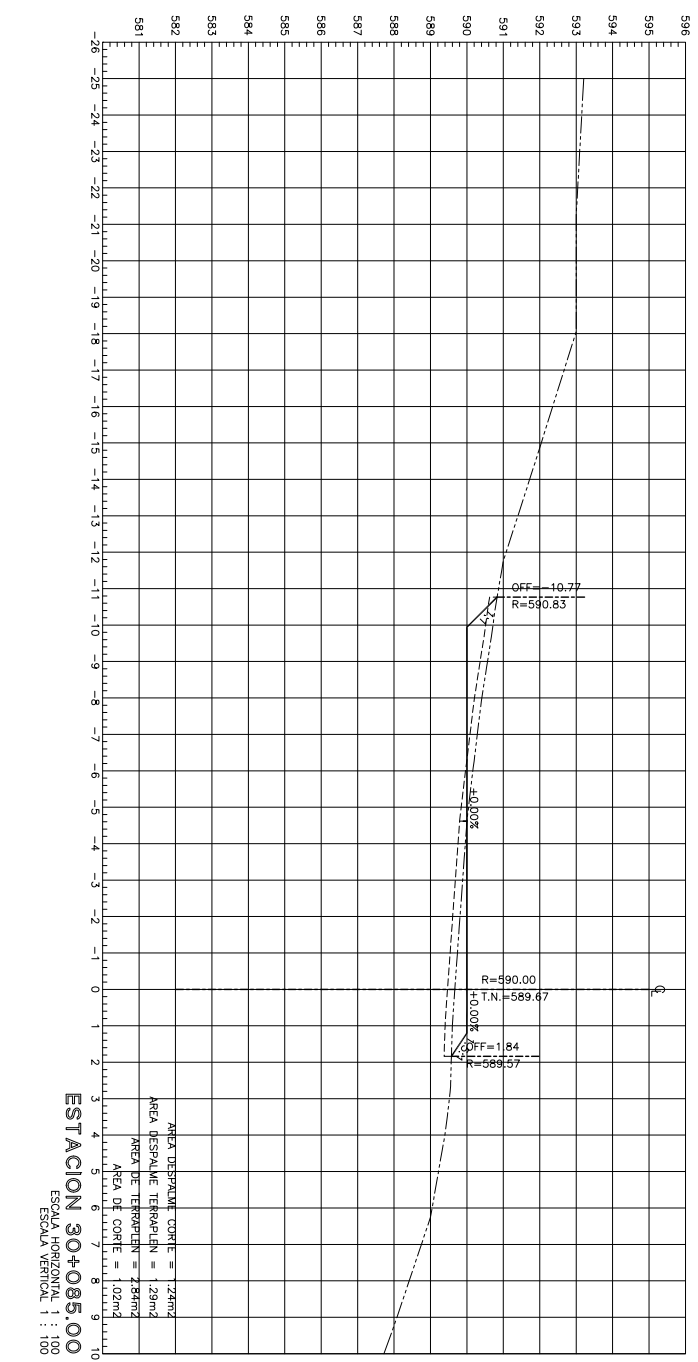 596
595
594
593
592
591
590
589
588
587
586
585
584
583
582
581
-26 -25 -24 -23 -22 -21 -20 -19 -18 -17 -16 -15 -14 -13 -12 -11 -10 -9 -8 -7 -6 -5 -4 -3 -2 -1 0 1 2 3 4 5 6 7 8 9 10
OFF=-10.77
R=590.83
+0.00%
R=590.00
T.N.=589.67
+0.00%
OFF=1.84
R=589.57
AREA DESPALME CORTE = 1.24m2
AREA DESPALME TERRAPLEN = 1.29m2
AREA DE TERRAPLEN = 2.84m2
AREA DE CORTE = 1.02m2
ESTACION 30+085.00
ESCALA HORIZONTAL 1 : 100
ESCALA VERTICAL 1 : 100